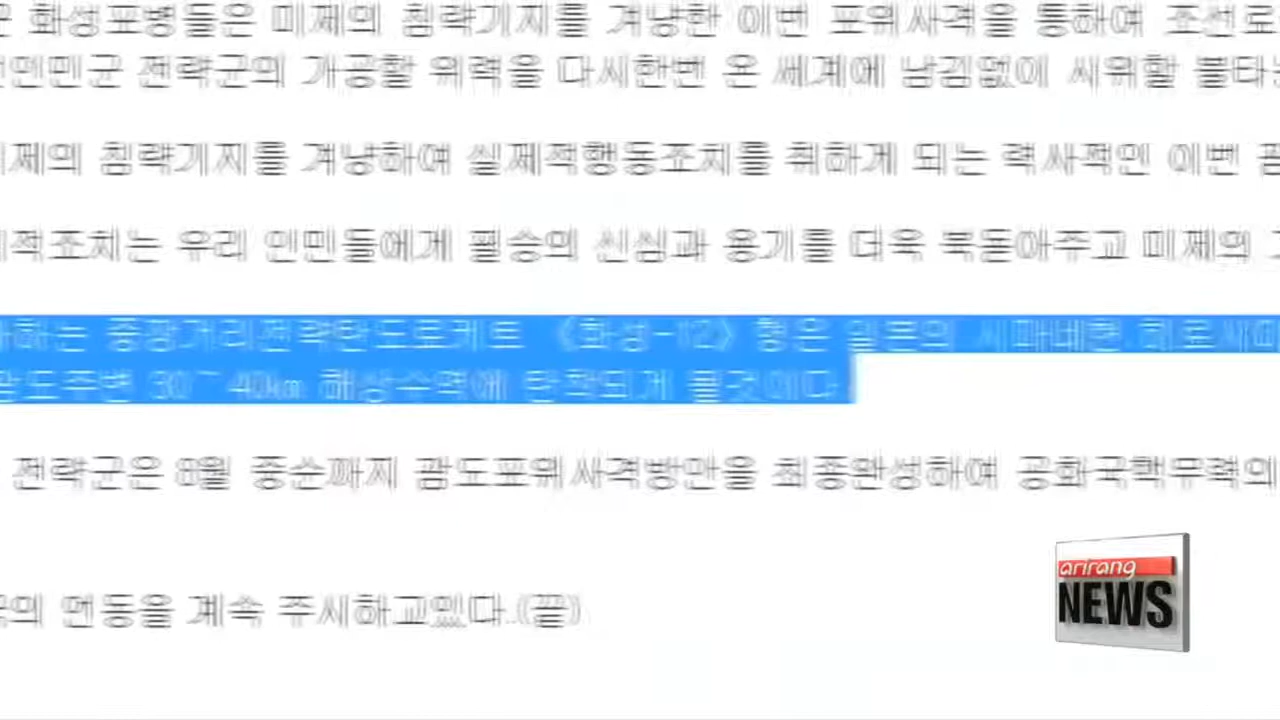 화성포병들은 미제의 침략기지를 겨냥한 이번 포위사격을 통하여 조선로
인민군 전략군의 가공할 위력을 다시한번 온 세계에 남김없이 시위할 불타는
제의 침략기지를 겨냥하여 실제적행동조치를 취하게 되는 력사적인 이번 괌
적조치는 우리 인민들에게 필승의 신심과 용기를 더욱 북돋아주고 미제의
하는 중장거리전략탄도로케트 《화성-12》 형은 일본의 시마네현,히로시마
괌도주변 30~40km 해상수역에 탄착되게 될것이다.
전략군은 8월 중순까지 괌도포위사격방안을 최종완성하여 공화국핵무력의
의 언동을 계속 주시하고있다.(끝)
arirang
NEWS